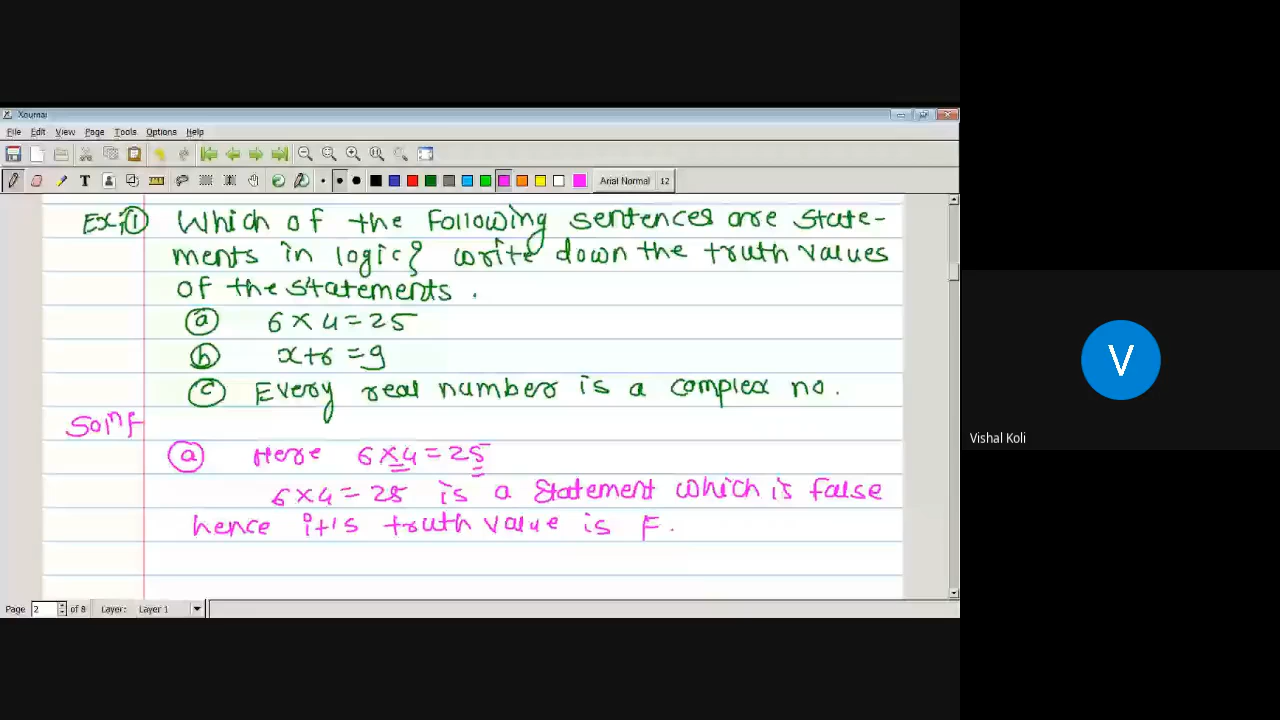 Xournal
File Edit View Page Tools Options Help
Arial Normal 12
Ex:① Which of the following sentences are state-
ments in logic? write down the truth values
of the statements.
ⓐ 6 × 4 = 25
ⓑ x+6 = 9
ⓒ Every real number is a complex no.
Soln:
ⓐ Here 6 × 4 = 25
6 × 4 = 25 is a statement which is false
hence it's truth value is F.
Page 2 of 8 Layer: Layer 1
V
Vishal Koli